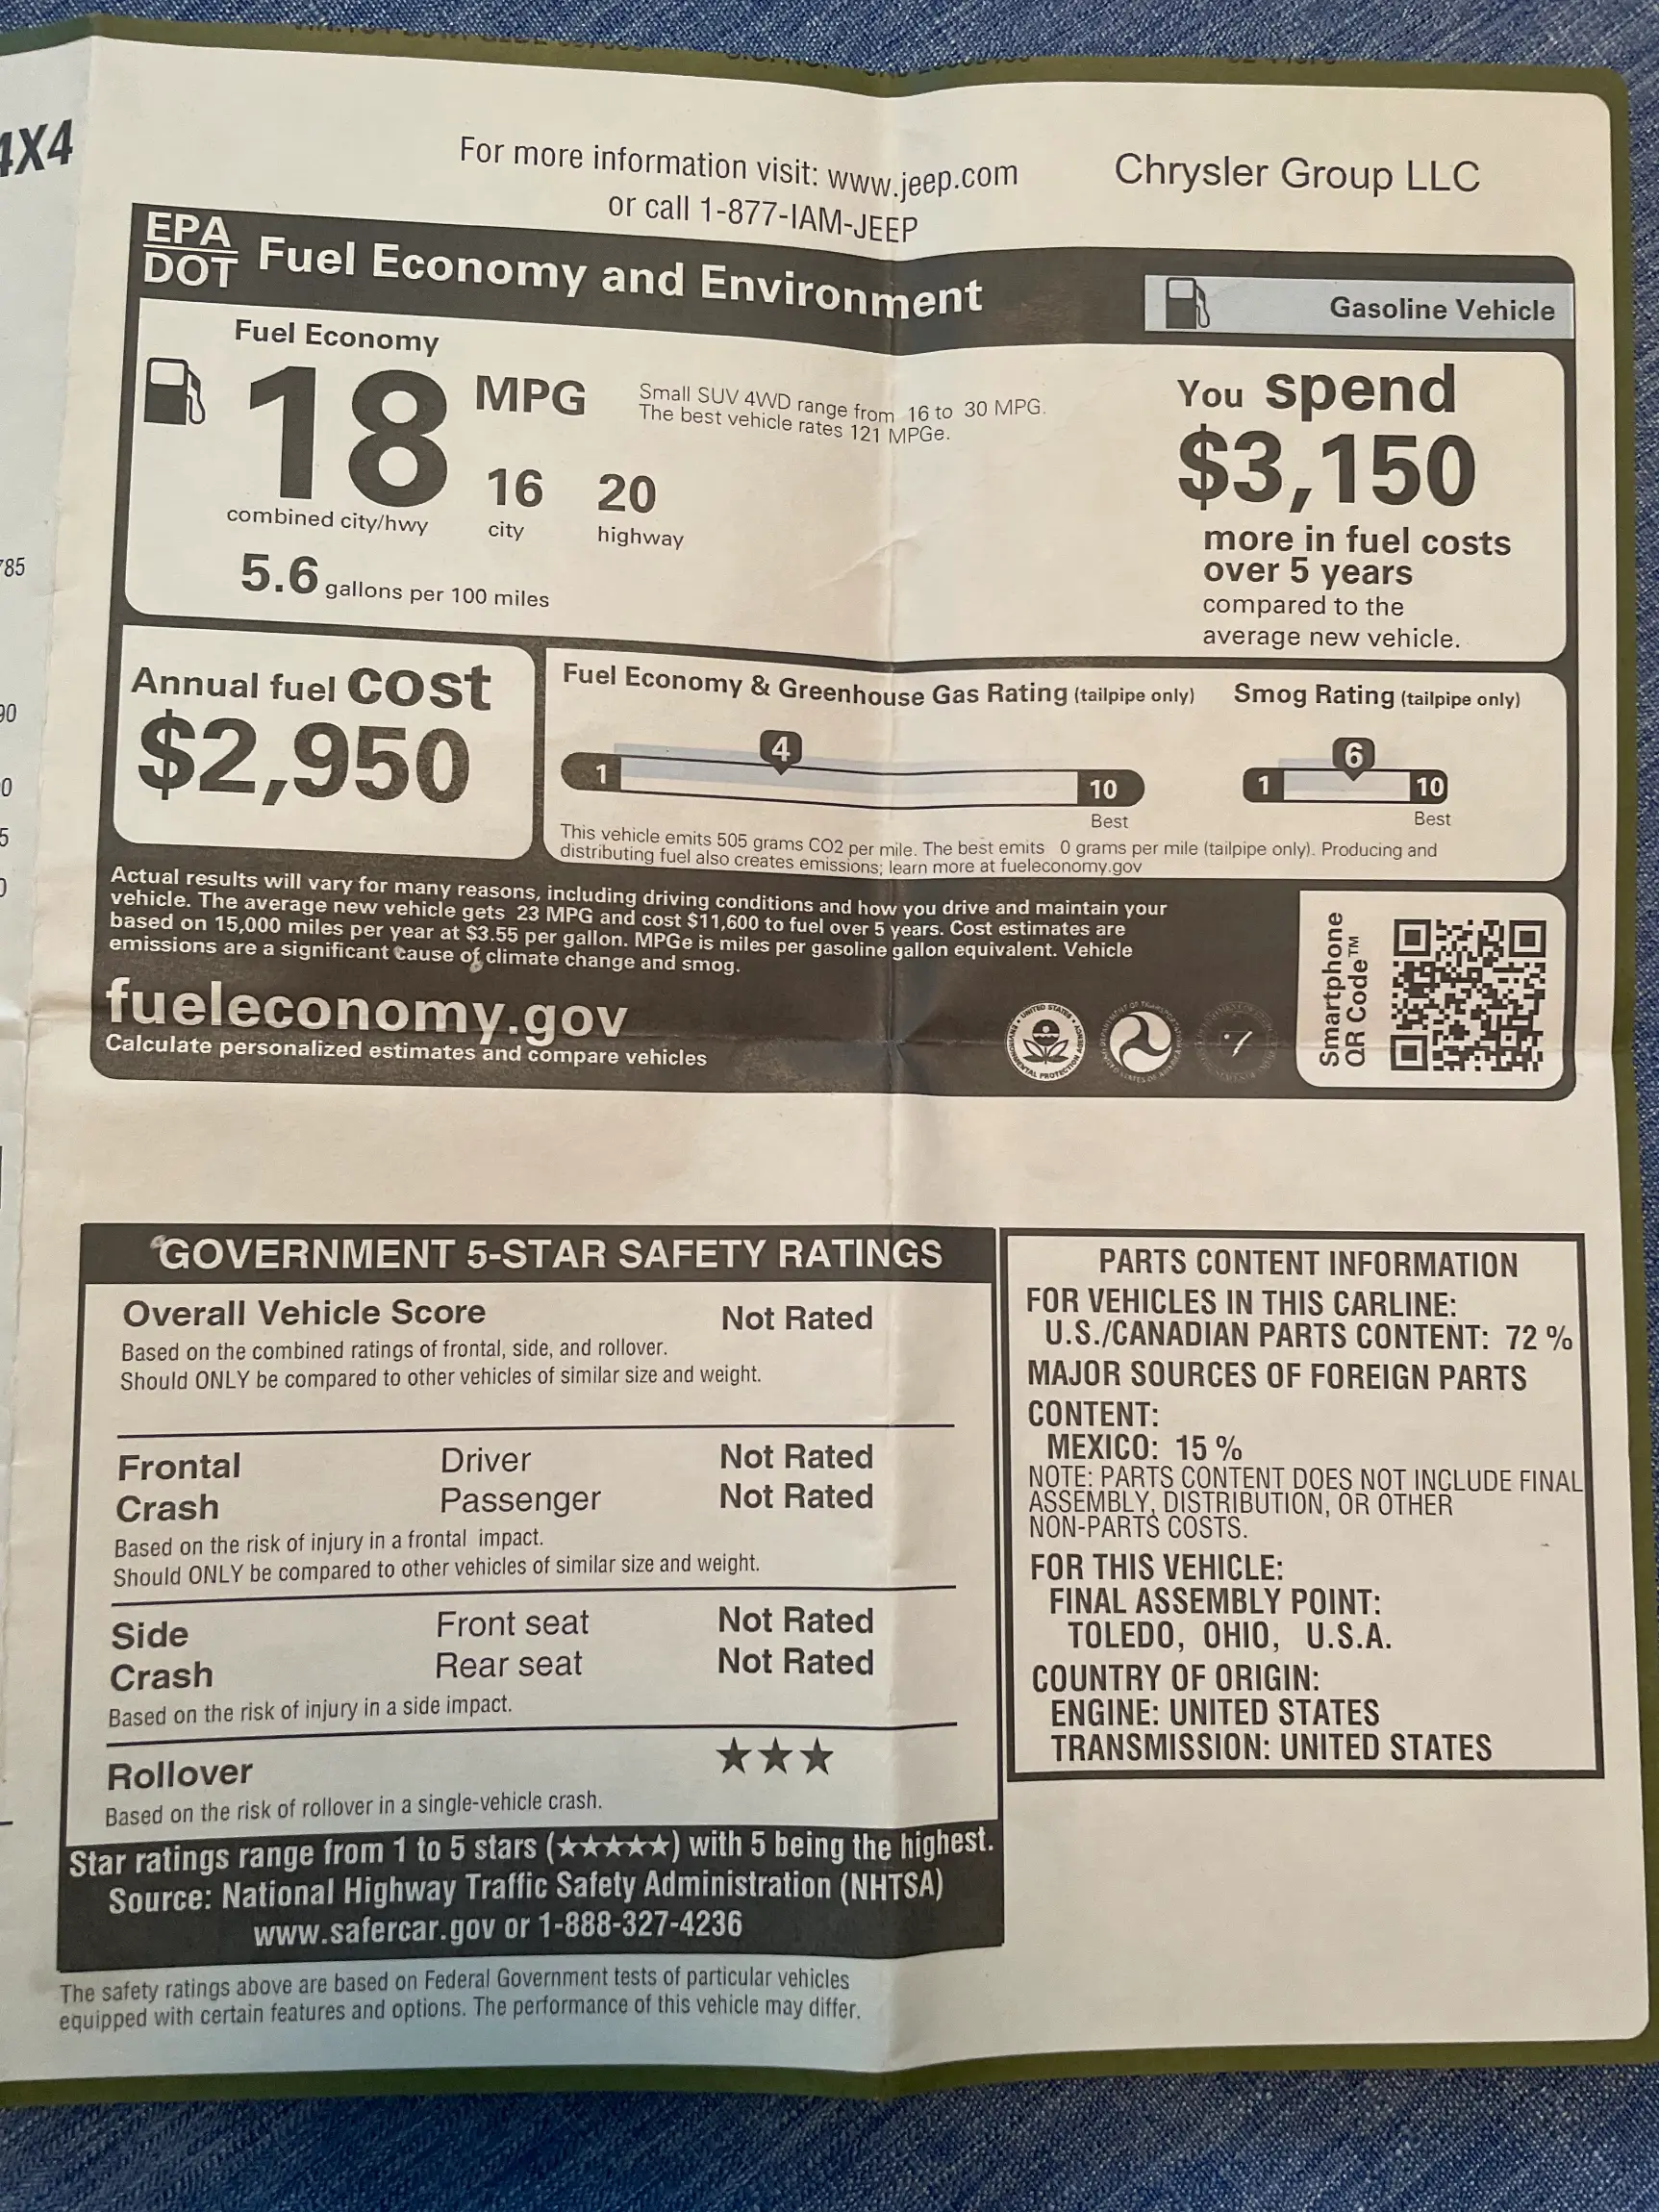 4X4
For more information visit: www.jeep.com
or call 1-877-IAM-JEEP
Chrysler Group LLC
EPA
DOT
Fuel Economy and Environment
Gasoline Vehicle
Fuel Economy
18
MPG
Small SUV 4WD range from 16 to 30 MPG.
The best vehicle rates 121 MPGe.
16
20
combined city/hwy
city
highway
5.6 gallons per 100 miles
You spend
$3,150
more in fuel costs
over 5 years
compared to the
average new vehicle.
785
90
0
5
0
Annual fuel cost
$2,950
Fuel Economy & Greenhouse Gas Rating (tailpipe only)
4
1
10
Best
Smog Rating (tailpipe only)
6
1
10
Best
This vehicle emits 505 grams CO2 per mile. The best emits 0 grams per mile (tailpipe only). Producing and
distributing fuel also creates emissions; learn more at fueleconomy.gov
Actual results will vary for many reasons, including driving conditions and how you drive and maintain your
vehicle. The average new vehicle gets 23 MPG and cost $11,600 to fuel over 5 years. Cost estimates are
based on 15,000 miles per year at $3.55 per gallon. MPGe is miles per gasoline gallon equivalent. Vehicle
emissions are a significant cause of climate change and smog.
fueleconomy.gov
Calculate personalized estimates and compare vehicles
Smartphone
QR Code™
GOVERNMENT 5-STAR SAFETY RATINGS
Overall Vehicle Score Not Rated
Based on the combined ratings of frontal, side, and rollover.
Should ONLY be compared to other vehicles of similar size and weight.
Frontal Driver Not Rated
Crash Passenger Not Rated
Based on the risk of injury in a frontal impact.
Should ONLY be compared to other vehicles of similar size and weight.
Side Front seat Not Rated
Crash Rear seat Not Rated
Based on the risk of injury in a side impact.
Rollover ★★★
Based on the risk of rollover in a single-vehicle crash.
Star ratings range from 1 to 5 stars (★★★★★) with 5 being the highest.
Source: National Highway Traffic Safety Administration (NHTSA)
www.safercar.gov or 1-888-327-4236
The safety ratings above are based on Federal Government tests of particular vehicles
equipped with certain features and options. The performance of this vehicle may differ.
PARTS CONTENT INFORMATION
FOR VEHICLES IN THIS CARLINE:
U.S./CANADIAN PARTS CONTENT: 72 %
MAJOR SOURCES OF FOREIGN PARTS
CONTENT:
MEXICO: 15 %
NOTE: PARTS CONTENT DOES NOT INCLUDE FINAL
ASSEMBLY, DISTRIBUTION, OR OTHER
NON-PARTS COSTS.
FOR THIS VEHICLE:
FINAL ASSEMBLY POINT:
TOLEDO, OHIO, U.S.A.
COUNTRY OF ORIGIN:
ENGINE: UNITED STATES
TRANSMISSION: UNITED STATES